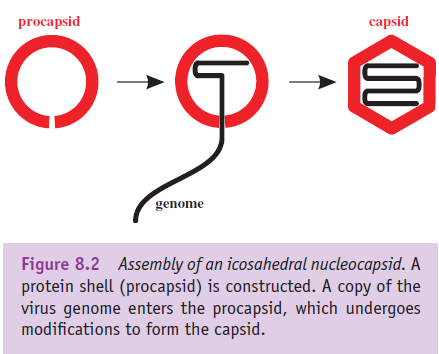 procapsid
capsid
genome
Figure 8.2 Assembly of an icosahedral nucleocapsid. A
protein shell (procapsid) is constructed. A copy of the
virus genome enters the procapsid, which undergoes
modifications to form the capsid.